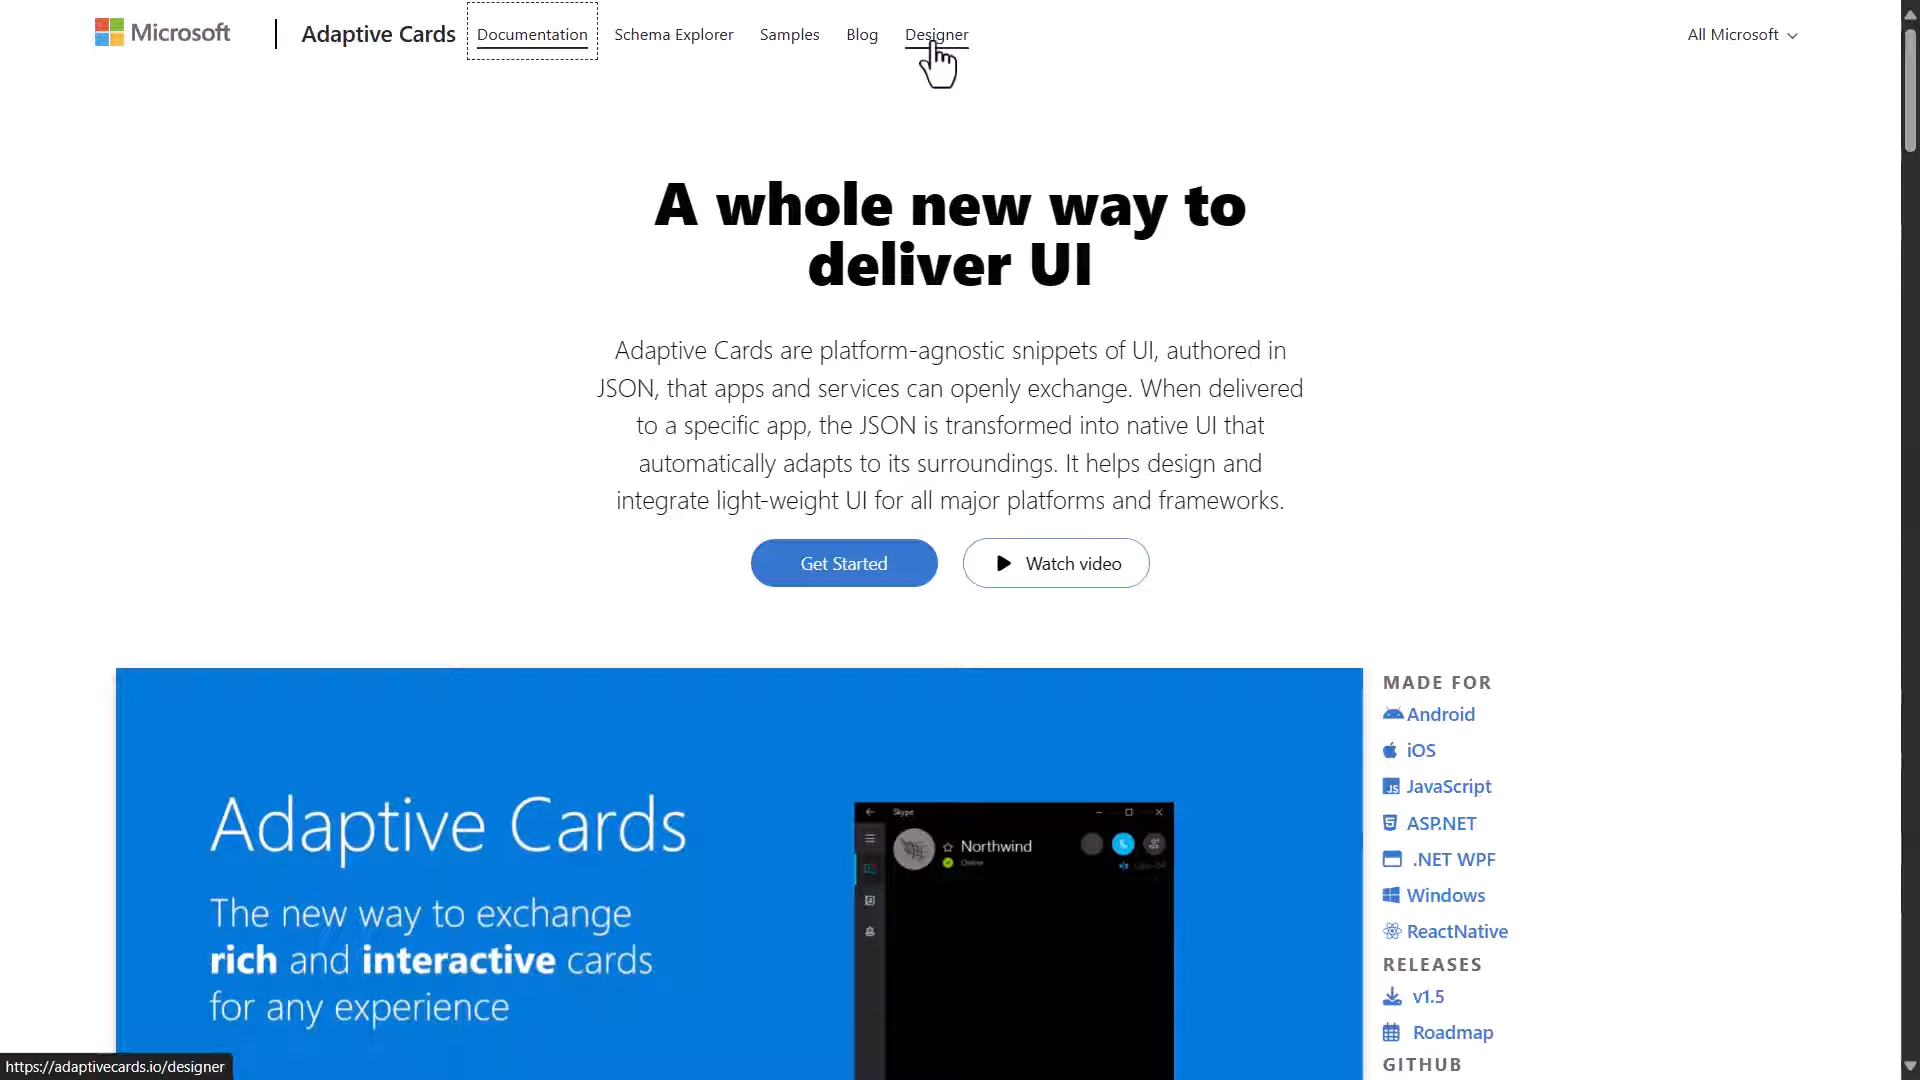 Microsoft
Adaptive Cards
Documentation
Schema Explorer
Samples
Blog
Designer
All Microsoft
A whole new way to
deliver UI
Adaptive Cards are platform-agnostic snippets of UI, authored in
JSON, that apps and services can openly exchange. When delivered
to a specific app, the JSON is transformed into native UI that
automatically adapts to its surroundings. It helps design and
integrate light-weight UI for all major platforms and frameworks.
Get Started
Watch video
Adaptive Cards
The new way to exchange
rich and interactive cards
for any experience
Skype
Northwind
Online
MADE FOR
Android
iOS
JavaScript
ASP.NET
.NET WPF
Windows
ReactNative
RELEASES
v1.5
Roadmap
GITHUB
https://adaptivecards.io/designer